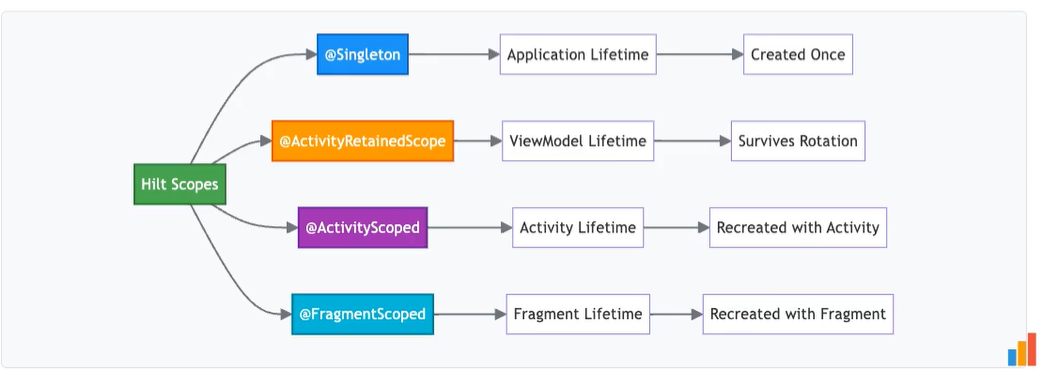 Hilt Scopes
@Singleton
Application Lifetime
Created Once
@ActivityRetainedScope
ViewModel Lifetime
Survives Rotation
@ActivityScoped
Activity Lifetime
Recreated with Activity
@FragmentScoped
Fragment Lifetime
Recreated with Fragment